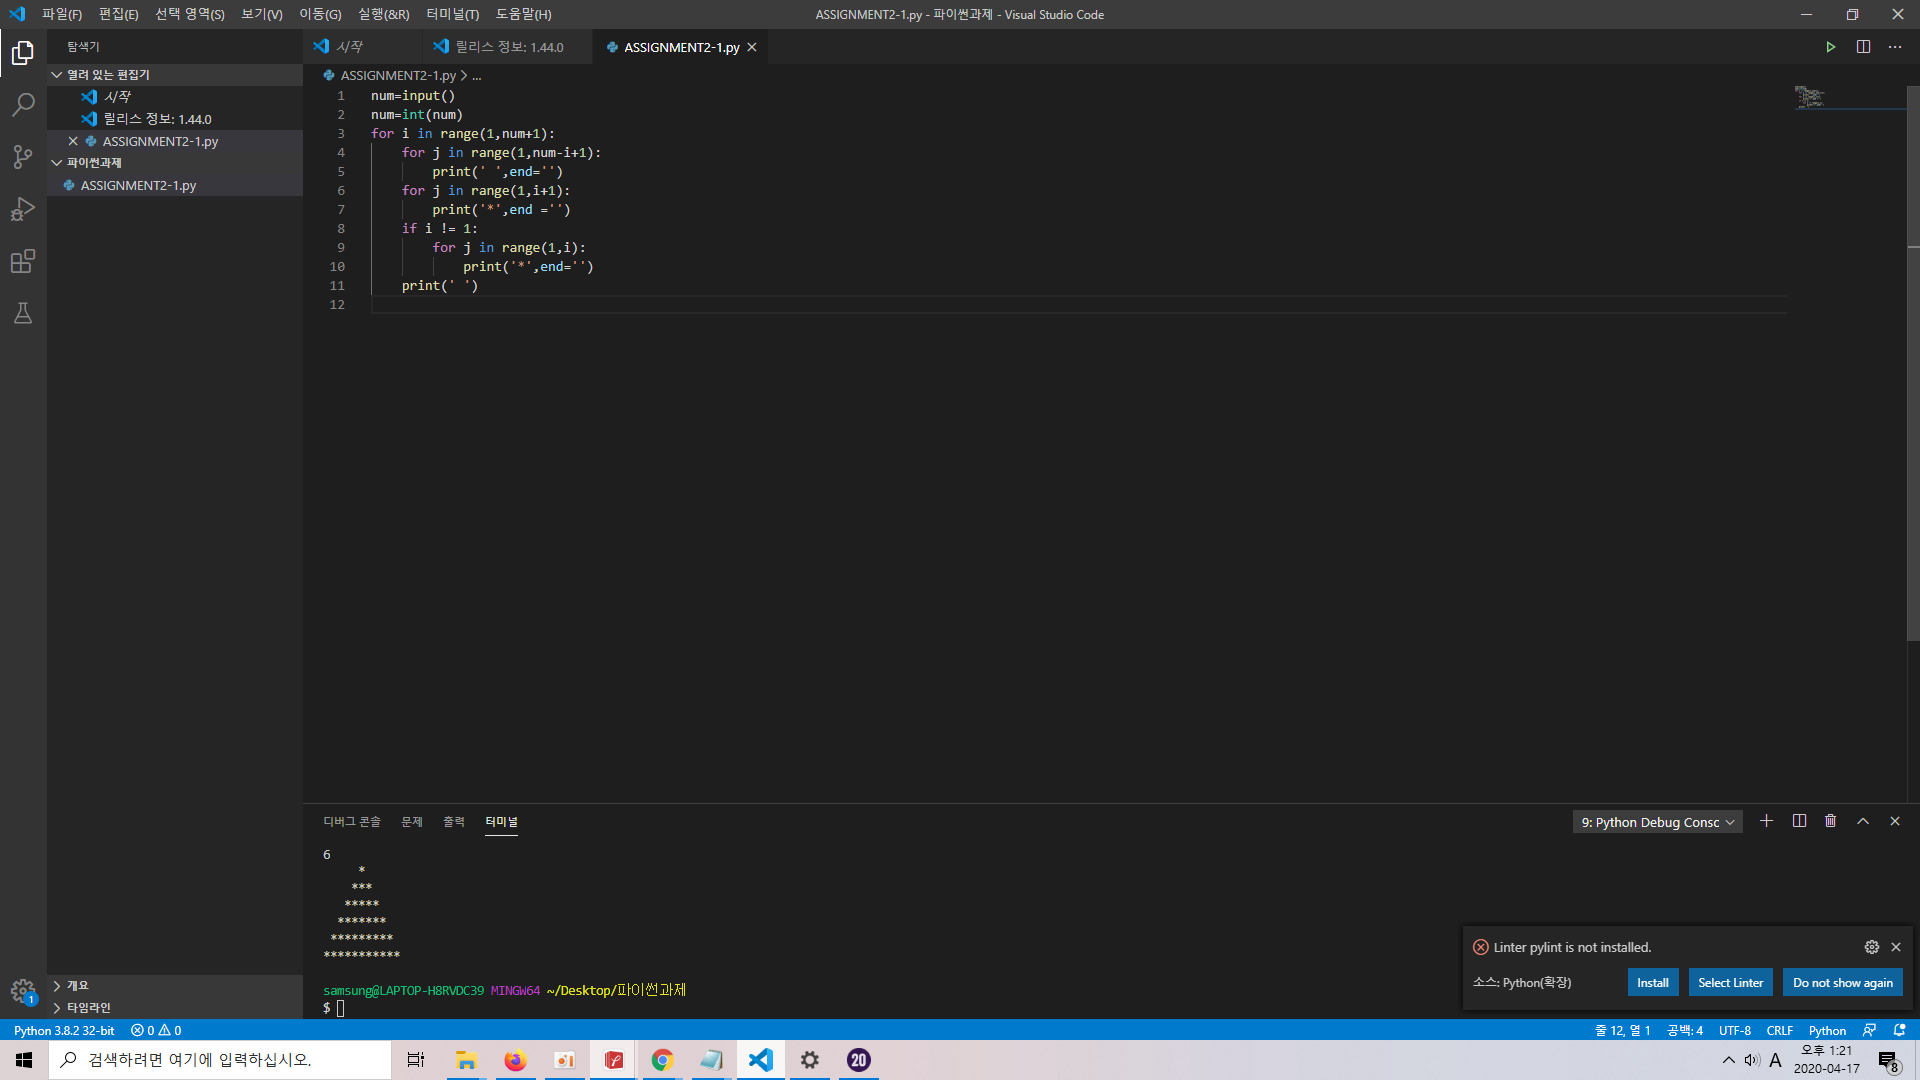 파일(F) 편집(E) 선택 영역(S) 보기(V) 이동(G) 실행(&R) 터미널(T) 도움말(H)
ASSIGNMENT2-1.py - 파이썬과제 - Visual Studio Code
탐색기
시작
릴리스 정보: 1.44.0
ASSIGNMENT2-1.py
열려 있는 편집기
시작
릴리스 정보: 1.44.0
ASSIGNMENT2-1.py
파이썬과제
ASSIGNMENT2-1.py
ASSIGNMENT2-1.py > ...
1 num=input()
2 num=int(num)
3 for i in range(1,num+1):
4     for j in range(1,num-i+1):
5         print(' ',end='')
6     for j in range(1,i+1):
7         print('*',end ='')
8     if i != 1:
9         for j in range(1,i):
10             print('*',end='')
11     print(' ')
12
디버그 콘솔 문제 출력 터미널
9: Python Debug Consc
6
     *
    ***
   *****
  *******
 *********
***********
samsung@LAPTOP-H8RVDC39 MINGW64 ~/Desktop/파이썬과제
$
개요
타임라인
1
Linter pylint is not installed.
소스: Python(확장)
Install
Select Linter
Do not show again
Python 3.8.2 32-bit 0 0
줄 12, 열 1 공백: 4 UTF-8 CRLF Python
검색하려면 여기에 입력하십시오.
20
A
오후 1:21
2020-04-17
8